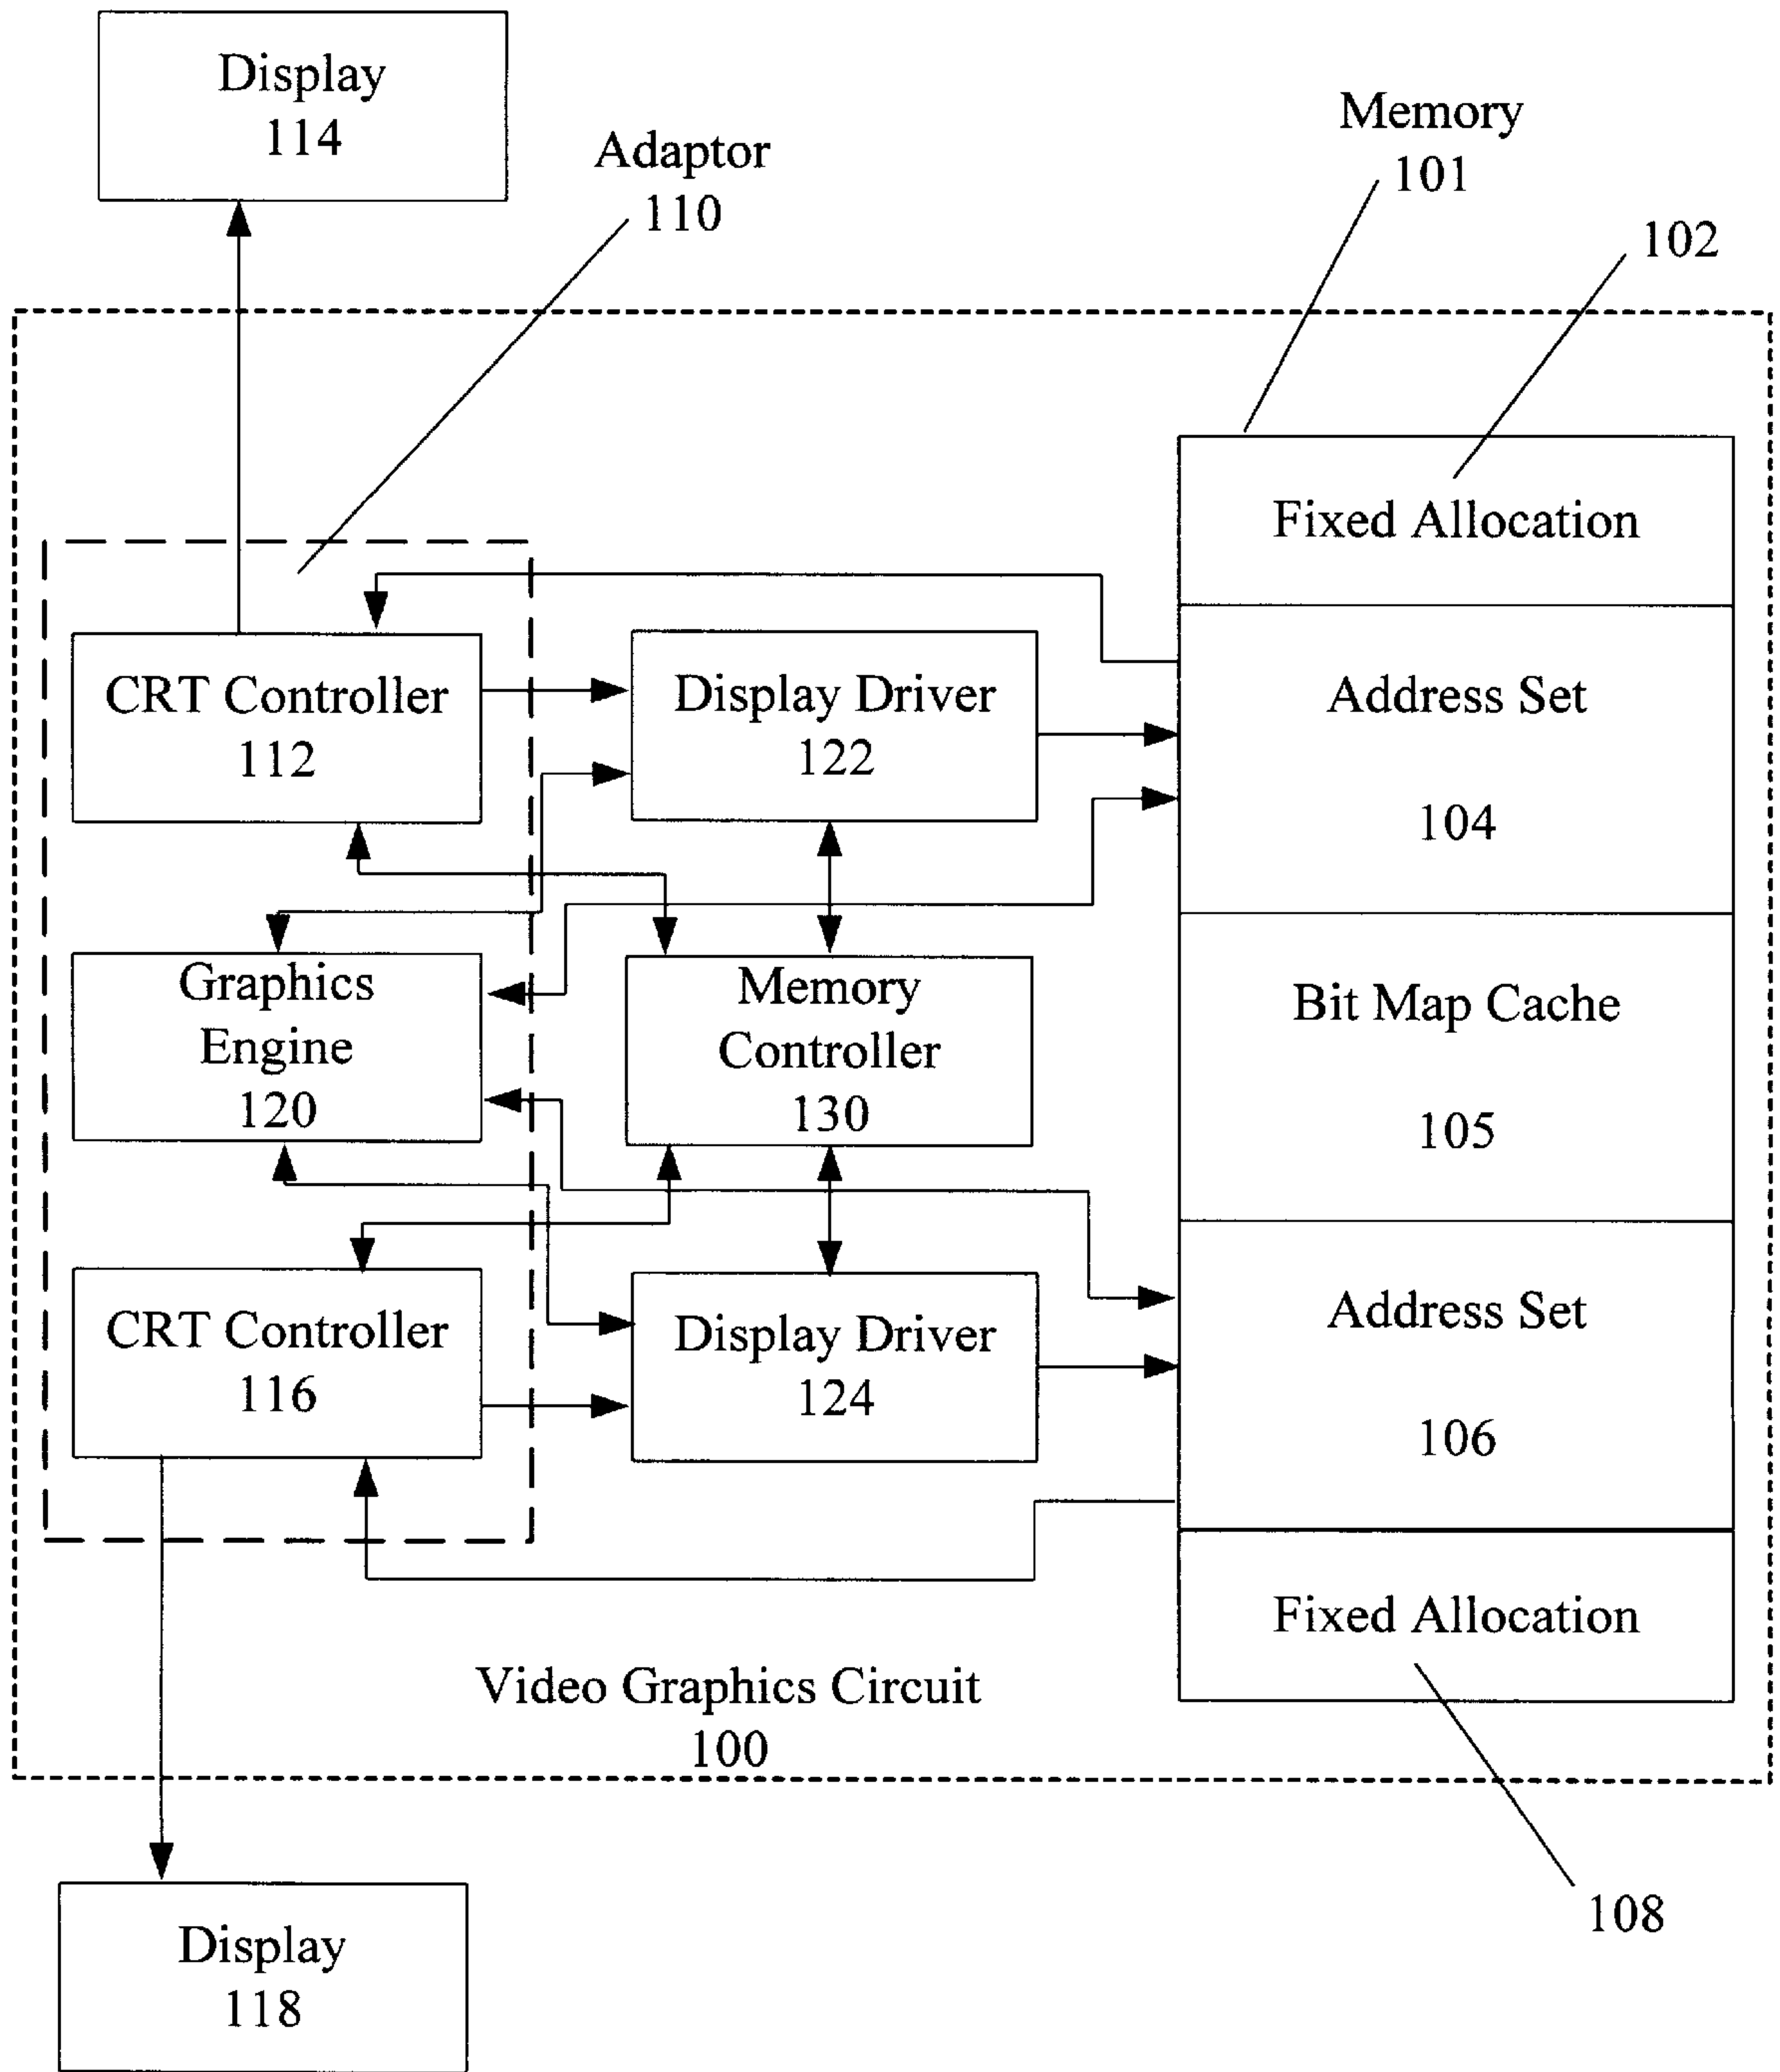 Display
114
Adaptor
110
Memory
101
102
Fixed Allocation
CRT Controller
112
Display Driver
122
Address Set
104
Graphics
Engine
120
Memory
Controller
130
Bit Map Cache
105
CRT Controller
116
Display Driver
124
Address Set
106
Fixed Allocation
Video Graphics Circuit
100
108
Display
118